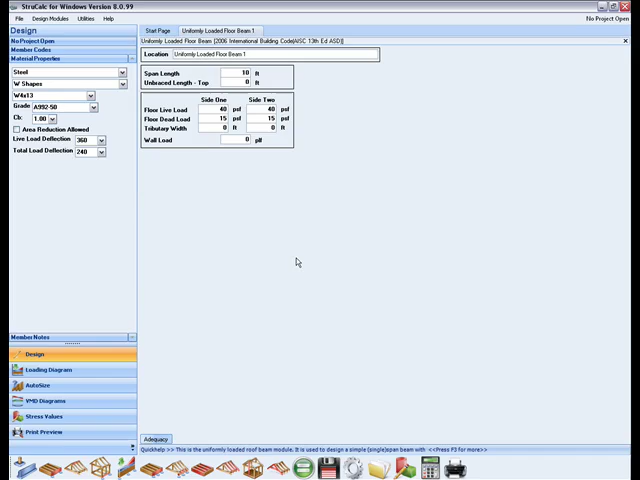 StruCalc for Windows Version 8.0.99
File Design Modules Utilities Help No Project Open
Design
No Project Open
Member Codes
Material Properties
Steel
W Shapes
W4x13
Grade A992-50
Cb: 1.00
Area Reduction Allowed
Live Load Deflection 360
Total Load Deflection 240
Start Page Uniformly Loaded Floor Beam 1
Uniformly Loaded Floor Beam [2006 International Building Code(AISC 13th Ed ASD)]
Location Uniformly Loaded Floor Beam 1
Span Length 10 ft
Unbraced Length - Top 0 ft
Side One Side Two
Floor Live Load 40 psf 40 psf
Floor Dead Load 15 psf 15 psf
Tributary Width 0 ft 0 ft
Wall Load 0 plf
Member Notes
Design
Loading Diagram
AutoSize
VMD Diagrams
Stress Values
Print Preview
Adequacy
Quickhelp >> This is the uniformly loaded roof beam module. It is used to design a simple (single)span beam with <<Press F3 for more>>